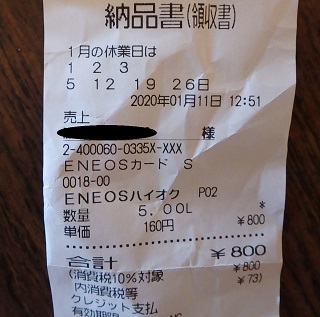 納品書(領収書)
１月の休業日は
１ ２ ３
５ １２ １９ ２６日
2020年01月11日 12:51
売上
様
2-400060-0335X-XXX
ＥＮＥＯＳカード Ｓ
0018-00
ＥＮＥＯＳハイオク P02
数量 ５．００L *
単価 160円 ¥800
合計 ¥800
(消費税10%対象 ¥800
内消費税等 ¥73)
クレジット支払
有効期限